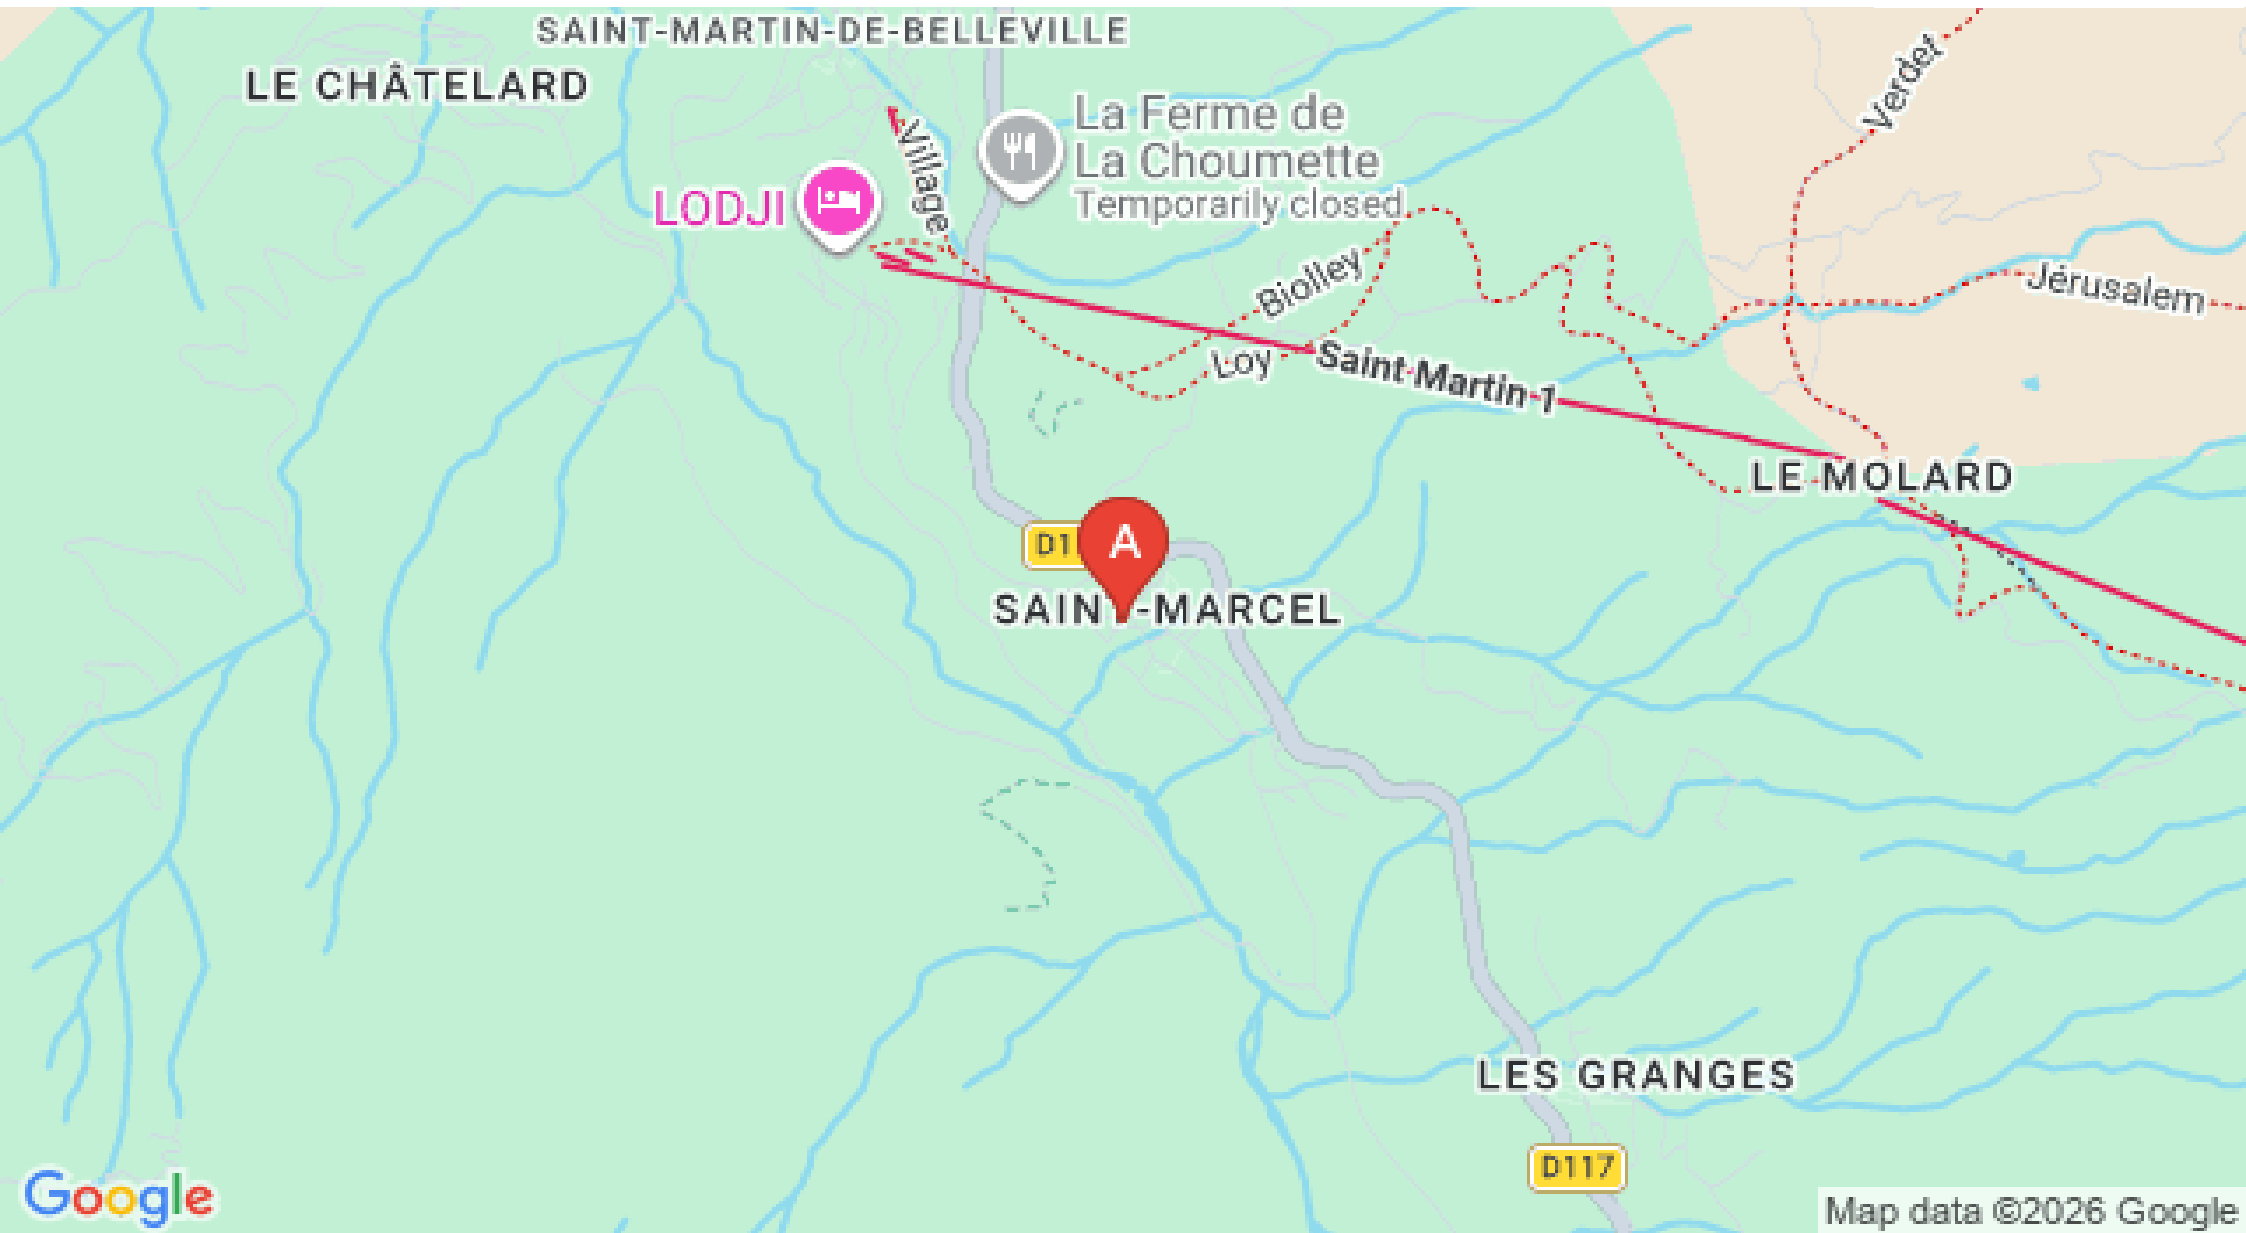 SAINT-MARTIN-DE-BELLEVILLE
LE CHÂTELARD
Verdet
La Ferme de
La Choumette
Temporarily closed
Village
LODJI
Biolley
Jérusalem
Loy
Saint Martin 1
LE MOLARD
D1
A
SAINT-MARCEL
LES GRANGES
D117
Google
Map data ©2026 Google